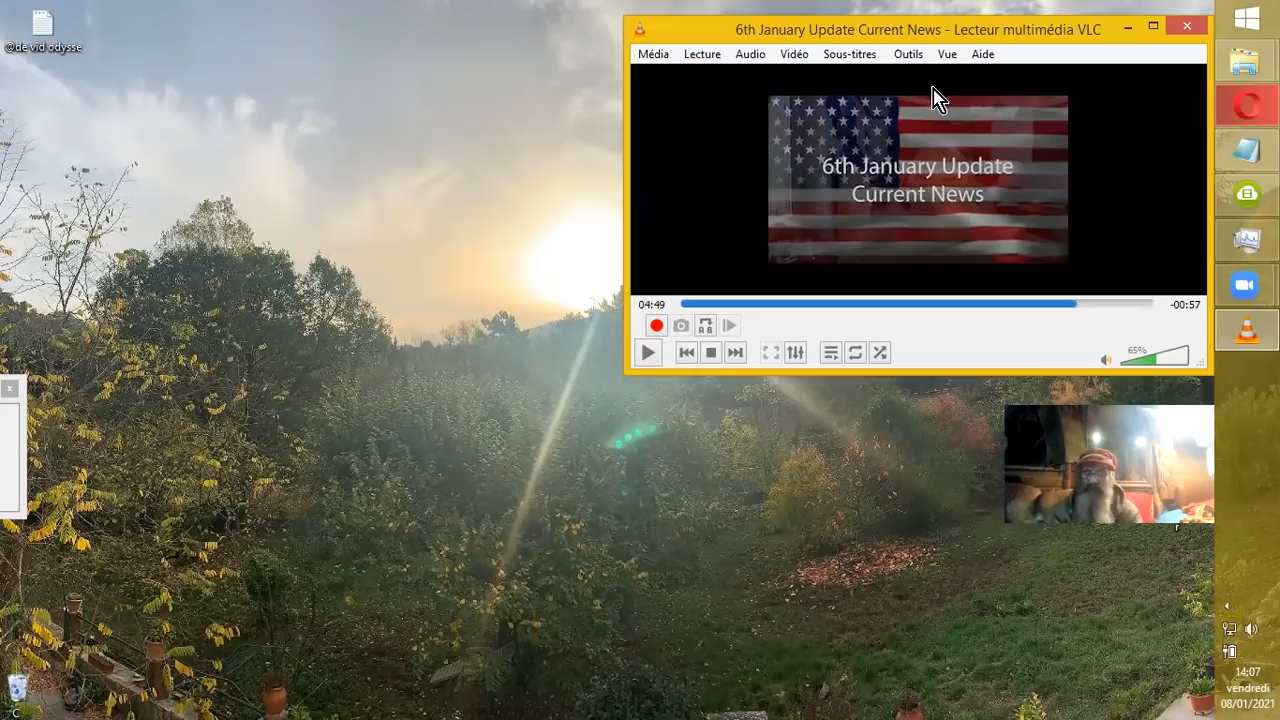 @de vid odysse
6th January Update Current News - Lecteur multimédia VLC
Média Lecture Audio Vidéo Sous-titres Outils Vue Aide
6th January Update
Current News
04:49
-00:57
A B
65%
x
C
14:07
vendredi
08/01/2021